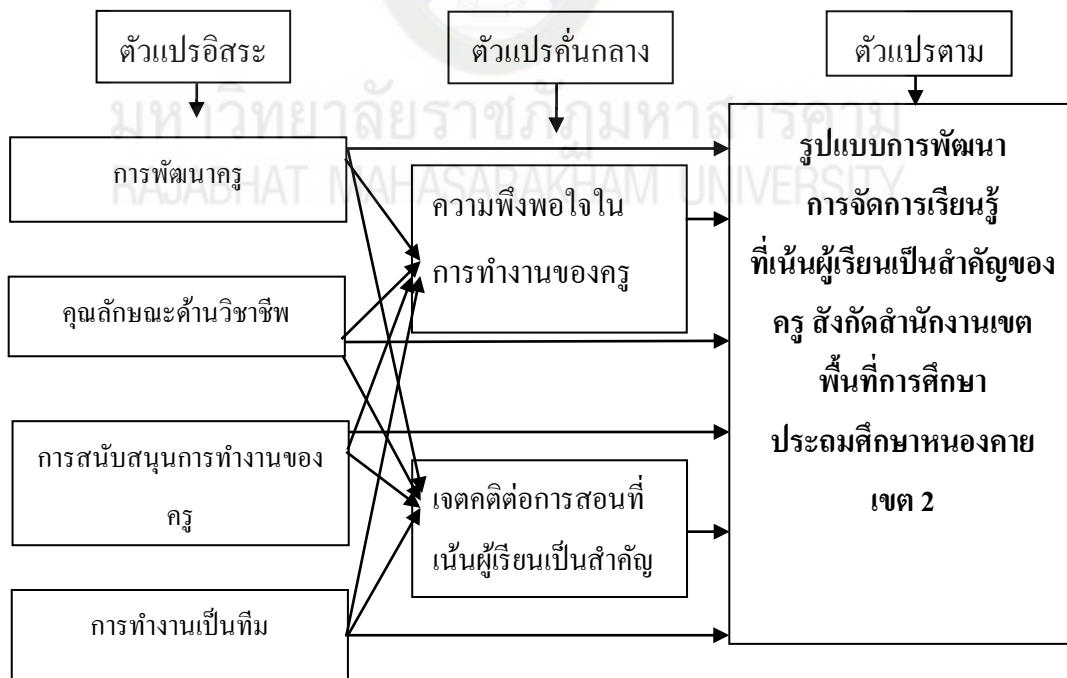 ตัวแปรอิสระ
ตัวแปรคั่นกลาง
ตัวแปรตาม
มหาวิทยาลัยราชภัฏมหาสารคาม
RAJABHAT MAHASARAKHAM UNIVERSITY
การพัฒนาครู
คุณลักษณะด้านวิชาชีพ
การสนับสนุนการทำงานของ
ครู
การทำงานเป็นทีม
ความพึงพอใจใน
การทำงานของครู
เจตคติต่อการสอนที่
เน้นผู้เรียนเป็นสำคัญ
รูปแบบการพัฒนา
การจัดการเรียนรู้
ที่เน้นผู้เรียนเป็นสำคัญของ
ครู สังกัดสำนักงานเขต
พื้นที่การศึกษา
ประถมศึกษาหนองคาย
เขต 2